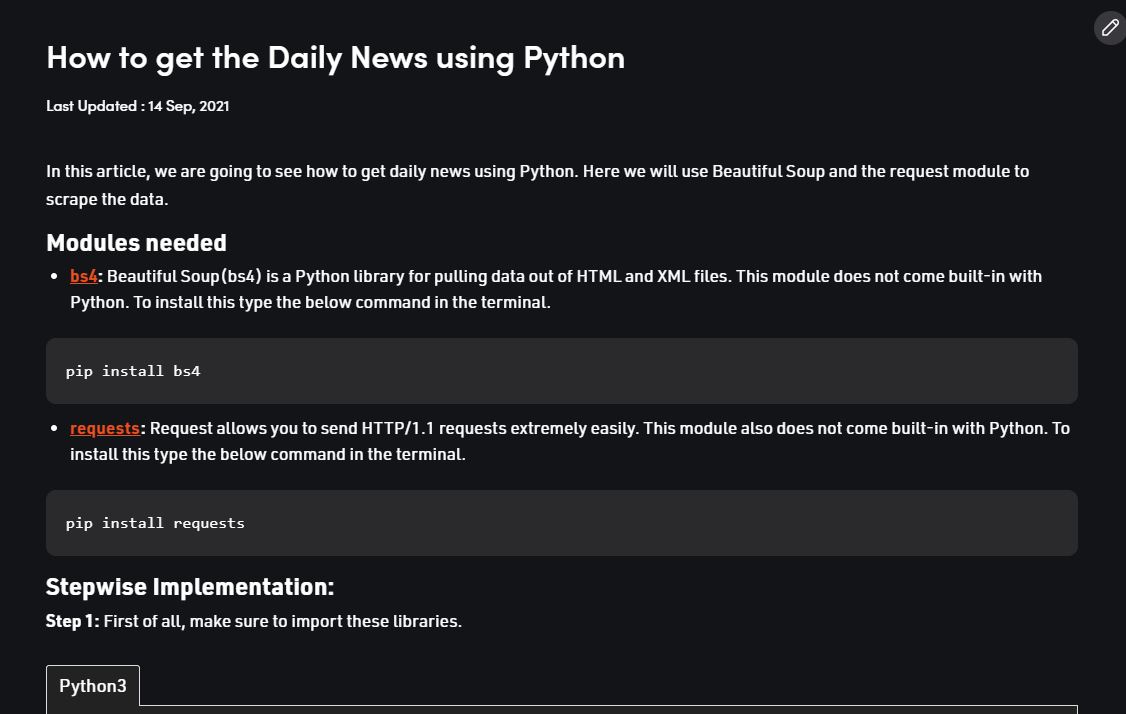 How to get the Daily News using Python
Last Updated : 14 Sep, 2021
In this article, we are going to see how to get daily news using Python. Here we will use Beautiful Soup and the request module to
scrape the data.
Modules needed
• bs4: Beautiful Soup(bs4) is a Python library for pulling data out of HTML and XML files. This module does not come built-in with
Python. To install this type the below command in the terminal.
pip install bs4
• requests: Request allows you to send HTTP/1.1 requests extremely easily. This module also does not come built-in with Python. To
install this type the below command in the terminal.
pip install requests
Stepwise Implementation:
Step 1: First of all, make sure to import these libraries.
Python3